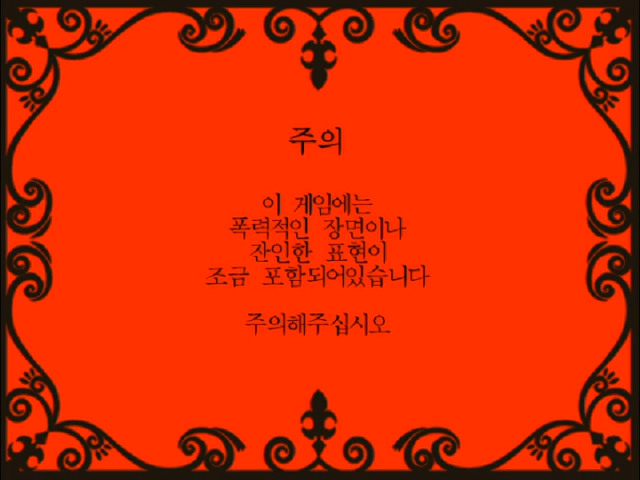 주의
이 게임에는
폭력적인 장면이나
잔인한 표현이
조금 포함되어있습니다
주의해주십시오